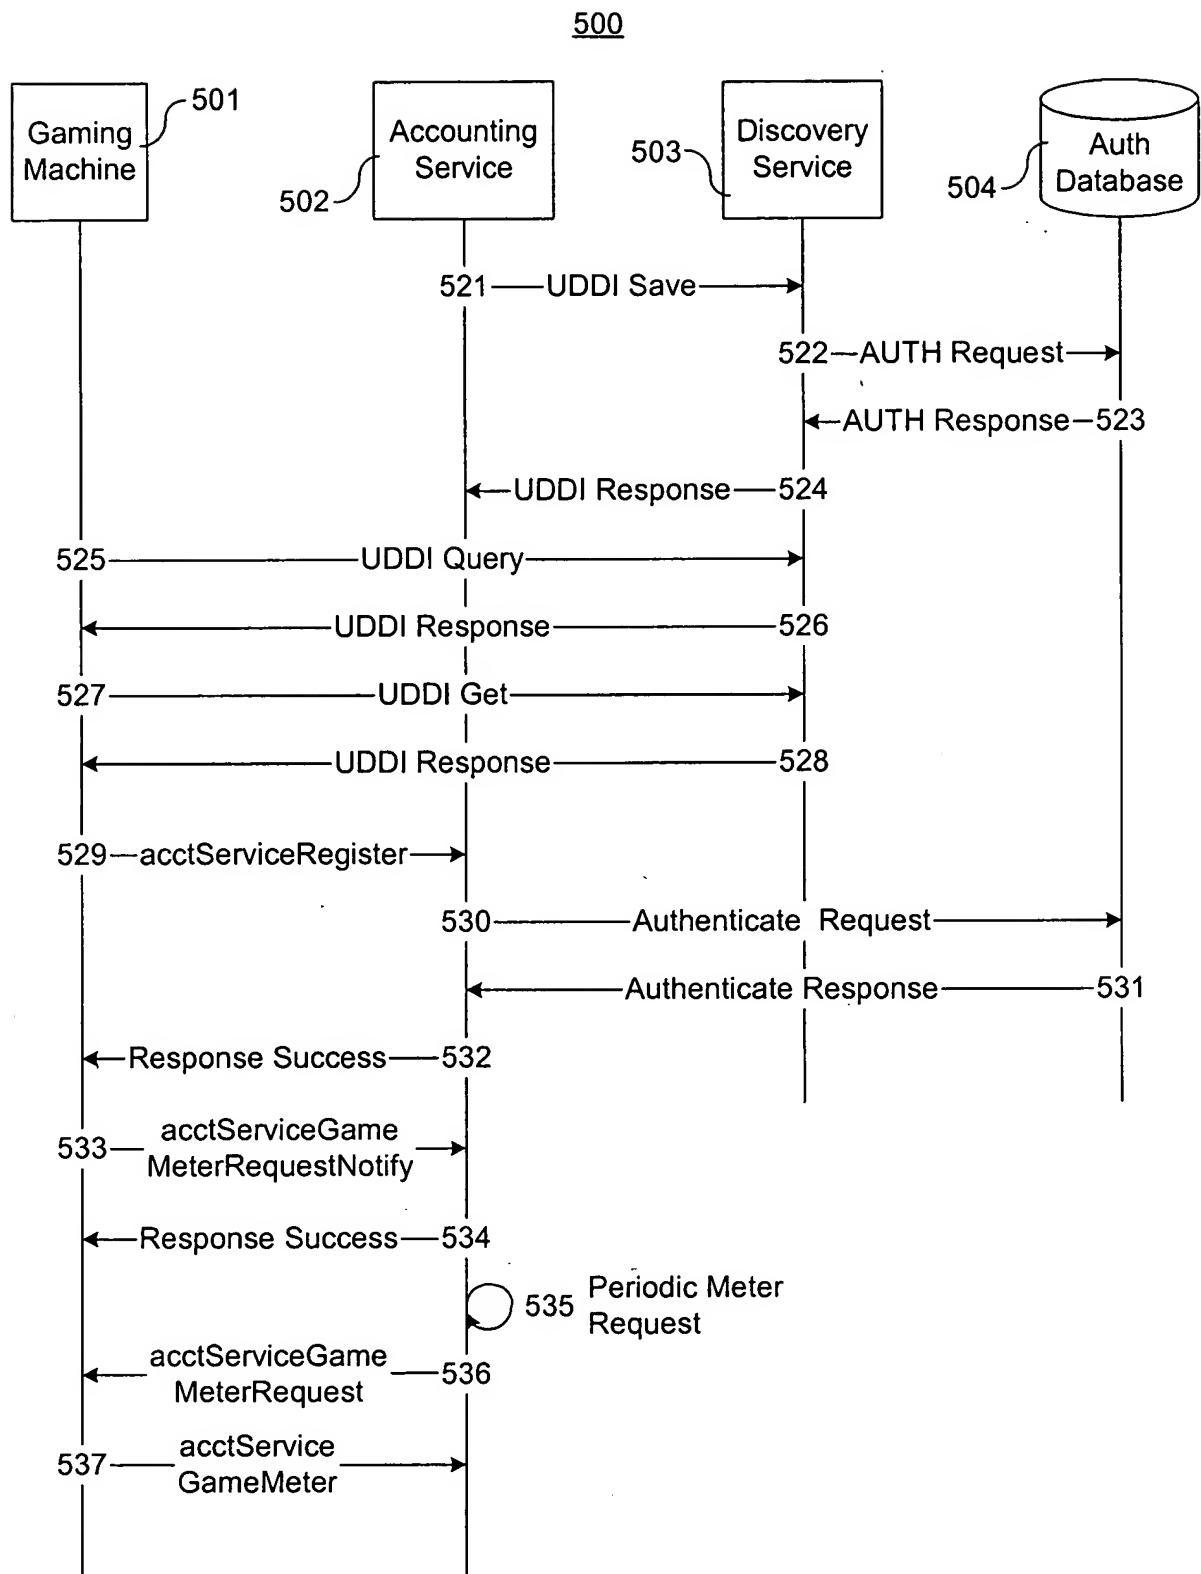 500
Gaming
Machine
501
Accounting
Service
502
Discovery
Service
503
Auth
Database
504
521 UDDI Save
522 AUTH Request
AUTH Response 523
UDDI Response 524
525 UDDI Query
UDDI Response 526
527 UDDI Get
UDDI Response 528
529 acctServiceRegister
530 Authenticate Request
Authenticate Response 531
Response Success 532
533 acctServiceGame
MeterRequestNotify
Response Success 534
535 Periodic Meter
Request
acctServiceGame
MeterRequest 536
537 acctService
GameMeter